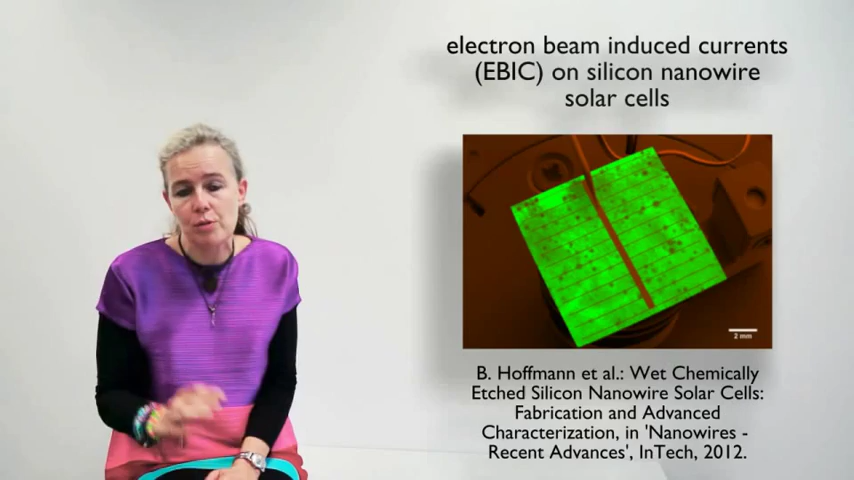 electron beam induced currents
(EBIC) on silicon nanowire
solar cells
2 mm
B. Hoffmann et al.: Wet Chemically
Etched Silicon Nanowire Solar Cells:
Fabrication and Advanced
Characterization, in 'Nanowires -
Recent Advances', InTech, 2012.